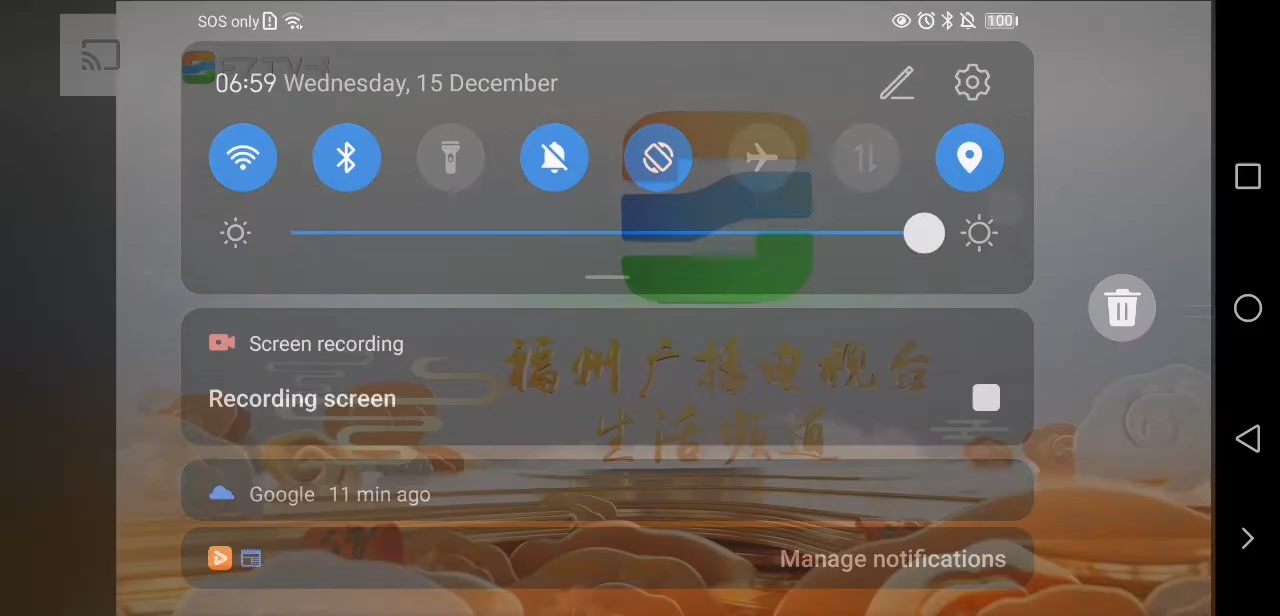 SOS only
100
06:59 Wednesday, 15 December
Screen recording
福州广播电视台
Recording screen
生活频道
Google 11 min ago
Manage notifications